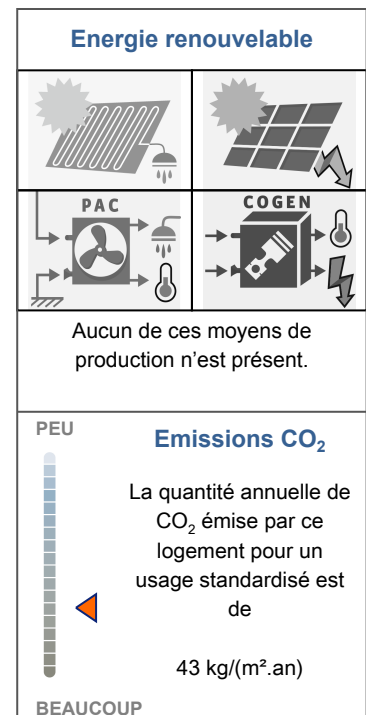 Energie renouvelable
PAC
COGEN
Aucun de ces moyens de
production n'est présent.
PEU
Emissions CO₂
La quantité annuelle de
CO₂ émise par ce
logement pour un
usage standardisé est
de
43 kg/(m².an)
BEAUCOUP